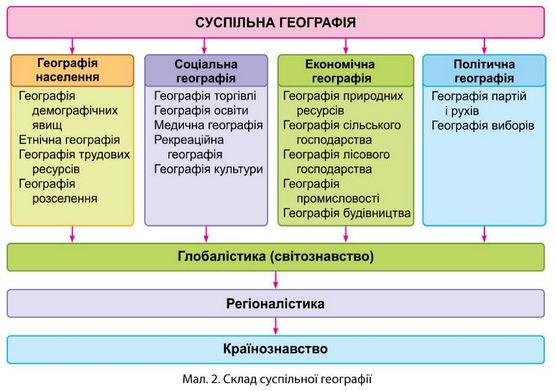 СУСПІЛЬНА ГЕОГРАФІЯ
Географія
населення
Географія
демографічних
явищ
Етнічна географія
Географія трудових
ресурсів
Географія
розселення
Соціальна
географія
Географія торгівлі
Географія освіти
Медична географія
Рекреаційна
географія
Географія культури
Економічна
географія
Географія природних
ресурсів
Географія сільського
господарства
Географія лісового
господарства
Географія
промисловості
Географія будівництва
Політична
географія
Географія партій
і рухів
Географія виборів
Глобалістика (світознавство)
Регіоналістика
Країнознавство
Мал. 2. Склад суспільної географії